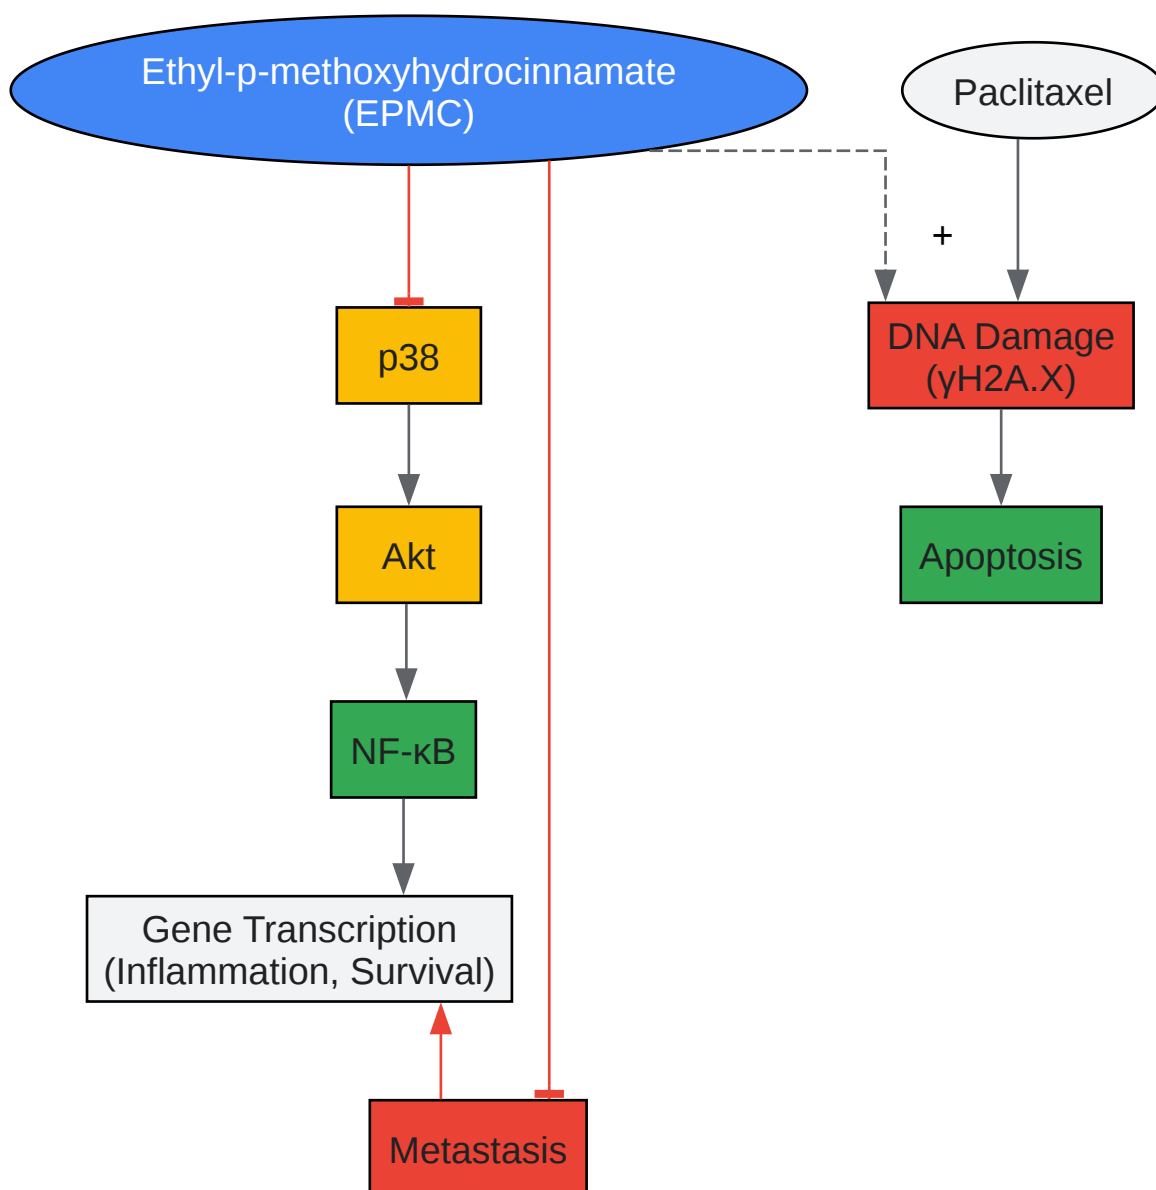 Ethyl-p-methoxyhydrocinnamate
(EPMC)
Paclitaxel
+
p38
DNA Damage
(γH2A.X)
Akt
Apoptosis
NF-κB
Gene Transcription
(Inflammation, Survival)
Metastasis